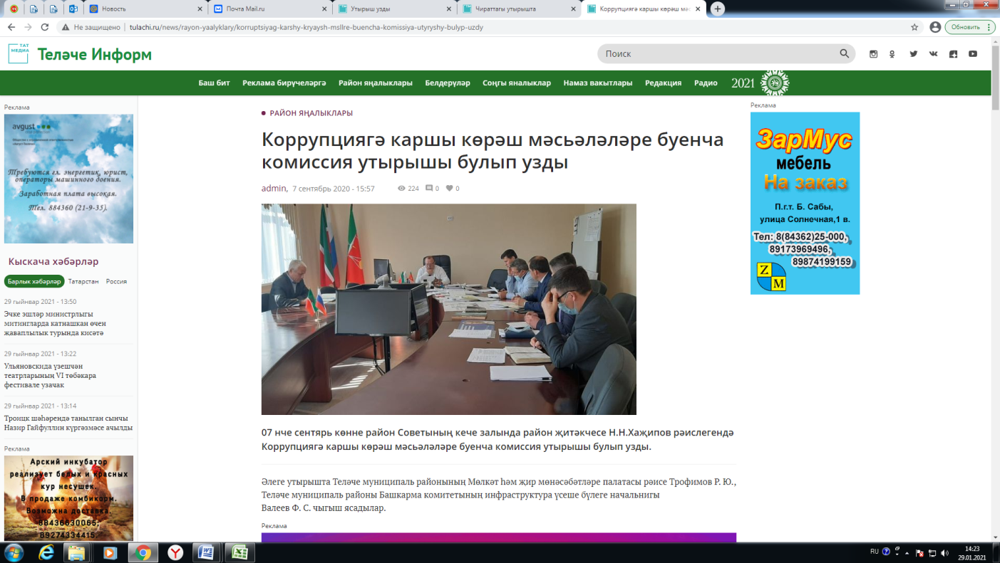 Новость
Почта Mail.ru
Утырыш узды
Чираттагы утырышта
Коррупциягә каршы көрәш мәс
Не защищено | tulachi.ru/news/rayon-yaalyklary/korruptsiyag-karshy-kryaysh-msllre-buencha-komissiya-utyryshy-bulyp-uzdy
Обновить
ТАТ
МЕДИА
Теләче Информ
Поиск
Баш бит Реклама бирүчеләргә Район яңалыклары Белдерүләр Соңгы яналыклар Намаз вакытлары Редакция Радио 2021
Реклама
avgust
Требуются гл. энергетик, юрист,
операторы машинного доения.
Заработная плата высокая.
Тел. 884360 (21-9-35).
Кыскача хәбәрләр
Барлык хәбәрләр Татарстан Россия
29 гыйнвар 2021 - 13:50
Эчке эшләр министрлыгы
митингларда катнашкан өчен
җаваплылык турында кисәтә
29 гыйнвар 2021 - 13:22
Ульяновскида үзешчән
театрларының VI төбәкара
фестивале узачак
29 гыйнвар 2021 - 13:14
Троицк шәһәрендә танылган сынчы
Назир Гайфуллин күргәзмәсе ачылды
Реклама
Арский инкубатор
реализует белых и красных
кур несушек.
В продаже комбикорм.
Возможна доставка.
88436630065;
89274334415.
РАЙОН ЯҢАЛЫКЛАРЫ
Коррупциягә каршы көрәш мәсьәләләре буенча
комиссия утырышы булып узды
admin, 7 сентябрь 2020 - 15:57 224 0 0
07 нче сентярь көнне район Советының кече залында район җитәкчесе Н.Н.Хаҗипов рәислегендә
Коррупциягә каршы көрәш мәсьәләләре буенча комиссия утырышы булып узды.
Әлеге утырышта Теләче муниципаль районының Мөлкәт һәм җир мөнәсәбәтләре палатасы рәисе Трофимов Р. Ю.,
Теләче муниципаль районы Башкарма комитетының инфраструктура үсеше бүлеге начальнигы
Валеев Ф. С. чыгыш ясадылар.
Реклама
Реклама
ЗарМус
мебель
На заказ
П.г.т. Б. Сабы,
улица Солнечная,1 в.
Тел: 8(84362)25-000,
89173969496,
89874199159
Z
M
RU
14:23
29.01.2021